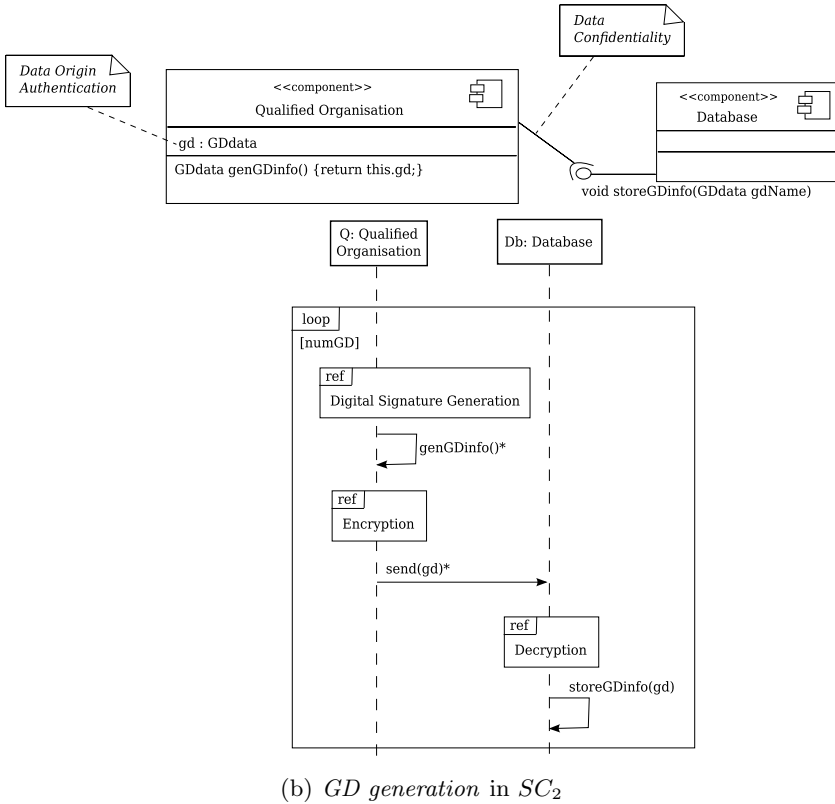 Data
Confidentiality
Data Origin
Authentication
<<component>>
Qualified Organisation
gd : GDdata
GDdata genGDinfo() {return this.gd;}
<<component>>
Database
void storeGDinfo(GDdata gdName)
Q: Qualified
Organisation
Db: Database
loop
[numGD]
ref
Digital Signature Generation
genGDinfo()*
ref
Encryption
send(gd)*
ref
Decryption
storeGDinfo(gd)
(b) GD generation in SC2